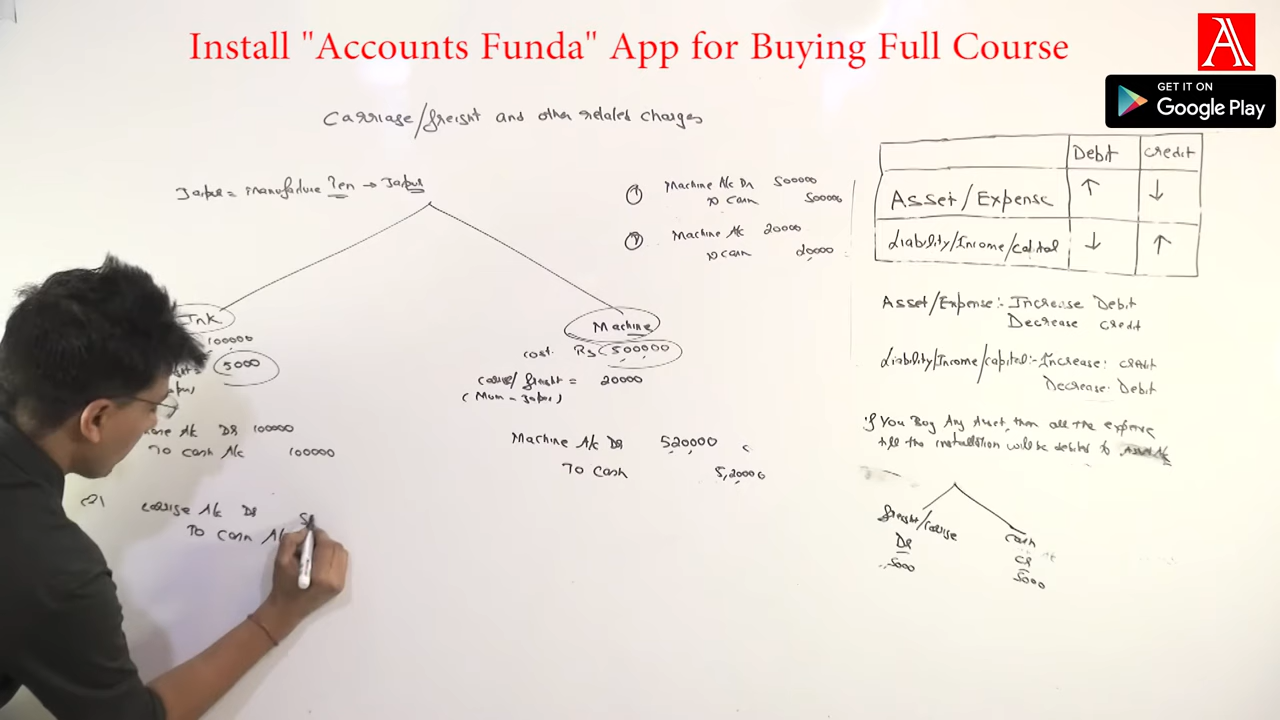 Install "Accounts Funda" App for Buying Full Course
A
GET IT ON
Google Play
Carriage/freight and other related charges
Jaipur = manufacture Pen → Jaipur
Ink
100000
5000
A/c DR 100000
TO Cash A/c 100000
(2) carriage A/c DR
TO Cash A/c
Machine
cost. Rs 500000
carriage/freight = 20000
(Mum - Jaipur)
Machine A/c DR 520000
TO Cash 5,20000
1 Machine A/c DR 500000
TO Cash 500000
2 Machine A/c 20000
TO Cash 20000
Debit Credit
Asset/Expense ↑ ↓
Liability/Income/Capital ↓ ↑
Asset/Expense:- Increase Debit
Decrease Credit
Liability/Income/Capital:- Increase: Credit
Decrease: Debit
If You Buy Any Asset, then all the expense
till the installation will be debited to Asset A/c
freight/carriage
DR
5000
Cash
CR
5000